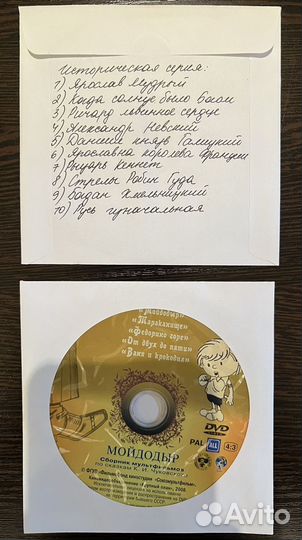 Историческая серия:
1) Ярослав мудрый
2) Когда солнце было богом
3) Ричард львинное сердце
4) Александр Невский
5) Даниил князь Галицкий
6) Ярославна королева франции
7) Рыцарь Кеннет
8) Стрелы Робин Гуда
9) Богдан Хмельницкий
10) Русь изначальная
«Мойдодыр»
«Тараканище»
«Федорино горе»
«От двух до пяти»
«Ваня и крокодил»
DVD
PAL ALL 4:3
МОЙДОДЫР
Сборник мультфильмов
по сказкам К. И. Чуковского
Avito